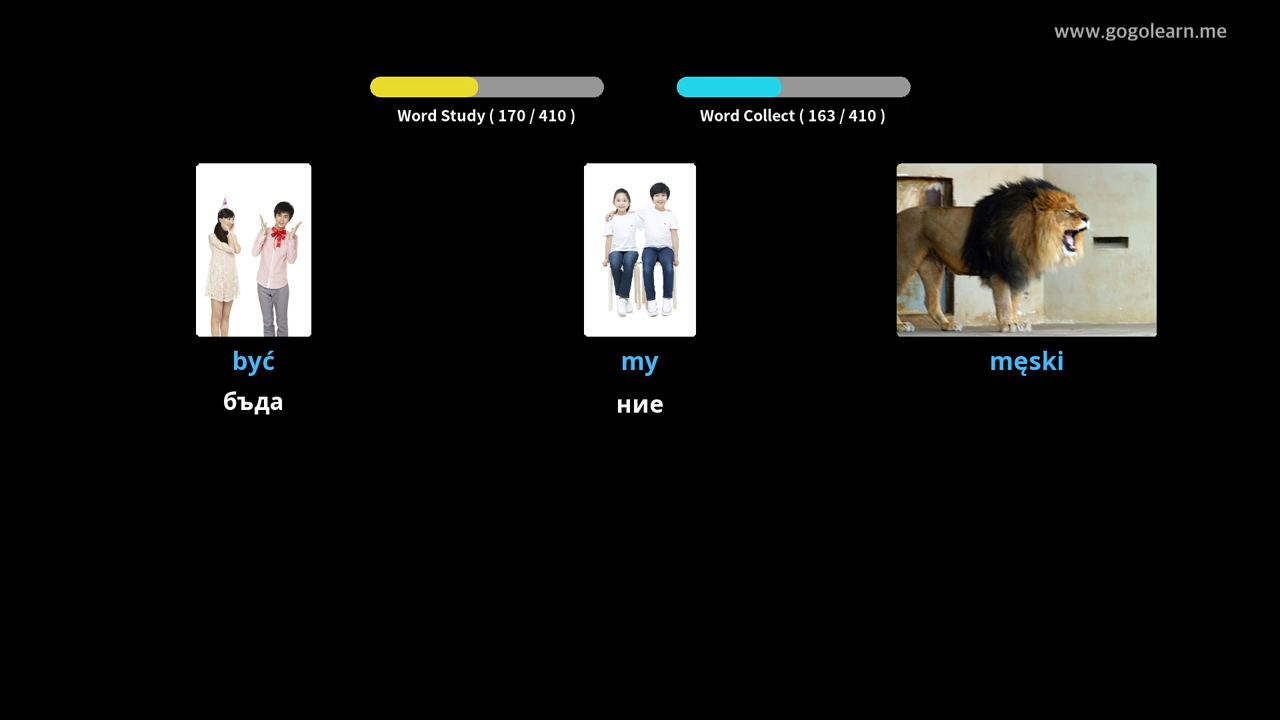 www.gogolearn.me
Word Study ( 170 / 410 )
Word Collect ( 163 / 410 )
być
my
męski
бъда
ние